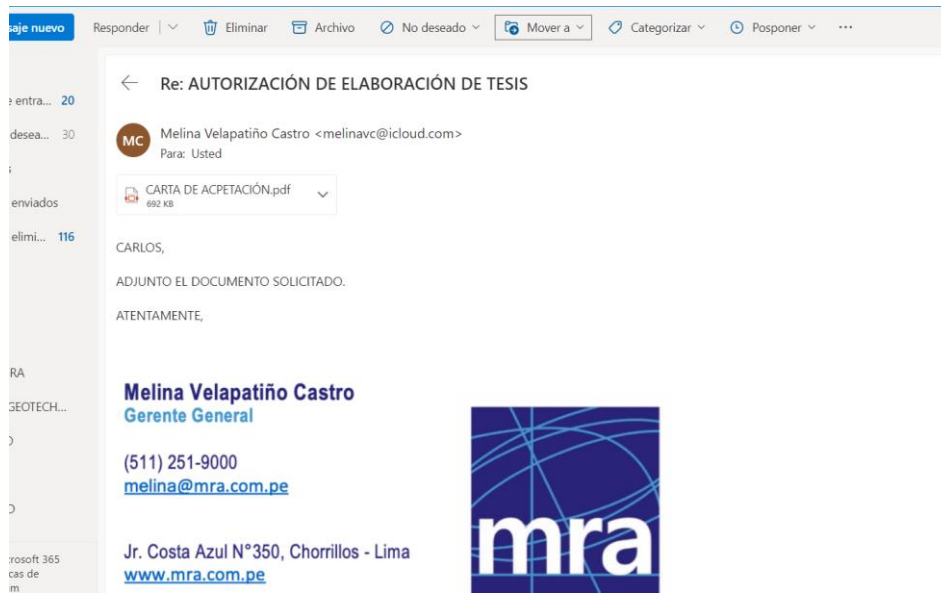 saje nuevo
Responder
Eliminar
Archivo
No deseado
Mover a
Categorizar
Posponer
Re: AUTORIZACIÓN DE ELABORACIÓN DE TESIS
e entra... 20
desea... 30
s
enviados
elimi... 116
MC
Melina Velapatiño Castro <melinavc@icloud.com>
Para: Usted
CARTA DE ACPETACIÓN.pdf
692 KB
CARLOS,
ADJUNTO EL DOCUMENTO SOLICITADO.
ATENTAMENTE,
RA
GEOTECH...
O
O
crosoft 365
cas de
m
Melina Velapatiño Castro
Gerente General
(511) 251-9000
melina@mra.com.pe
Jr. Costa Azul N°350, Chorrillos - Lima
www.mra.com.pe
mra